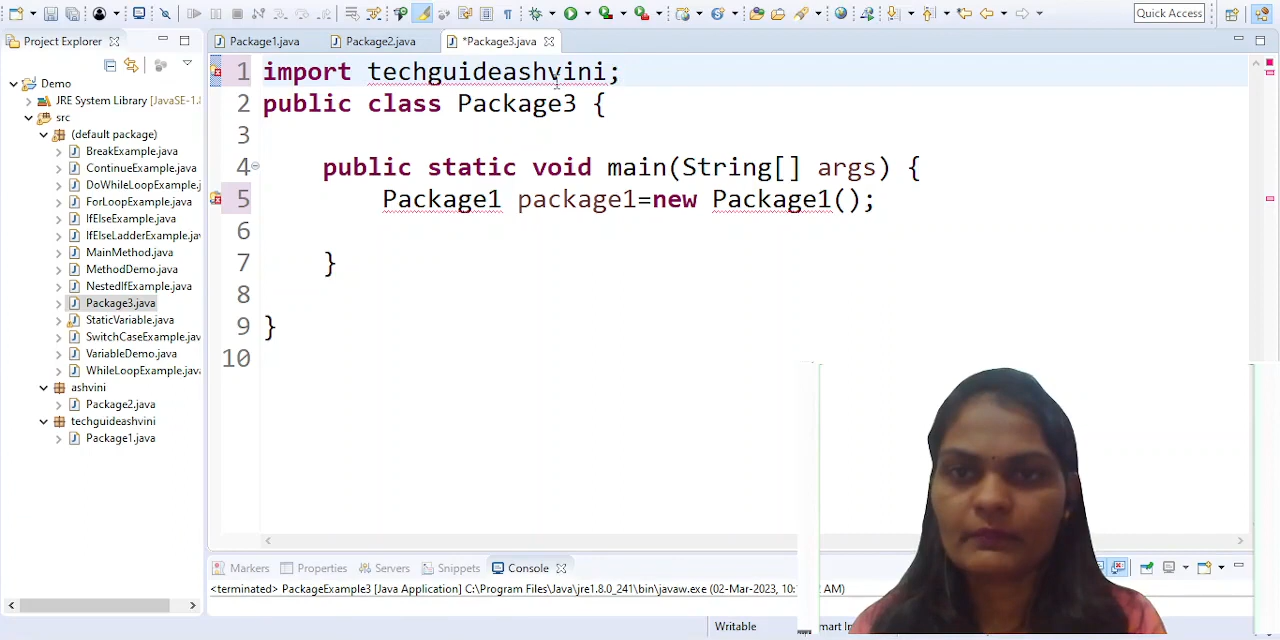 Quick Access
Project Explorer
Package1.java
Package2.java
*Package3.java
Demo
JRE System Library [JavaSE-1.8
src
(default package)
BreakExample.java
ContinueExample.java
DoWhileLoopExample.j
ForLoopExample.java
IfElseExample.java
IfElseLadderExample.jav
MainMethod.java
MethodDemo.java
NestedIfExample.java
Package3.java
StaticVariable.java
SwitchCaseExample.java
VariableDemo.java
WhileLoopExample.java
ashvini
Package2.java
techguideashvini
Package1.java
1 import techguideashvini;
2 public class Package3 {
3
4 public static void main(String[] args) {
5 Package1 package1=new Package1();
6
7 }
8
9 }
10
Markers Properties Servers Snippets Console
<terminated> PackageExample3 [Java Application] C:\Program Files\Java\jre1.8.0_241\bin\javaw.exe (02-Mar-2023, 10: AM)
Writable